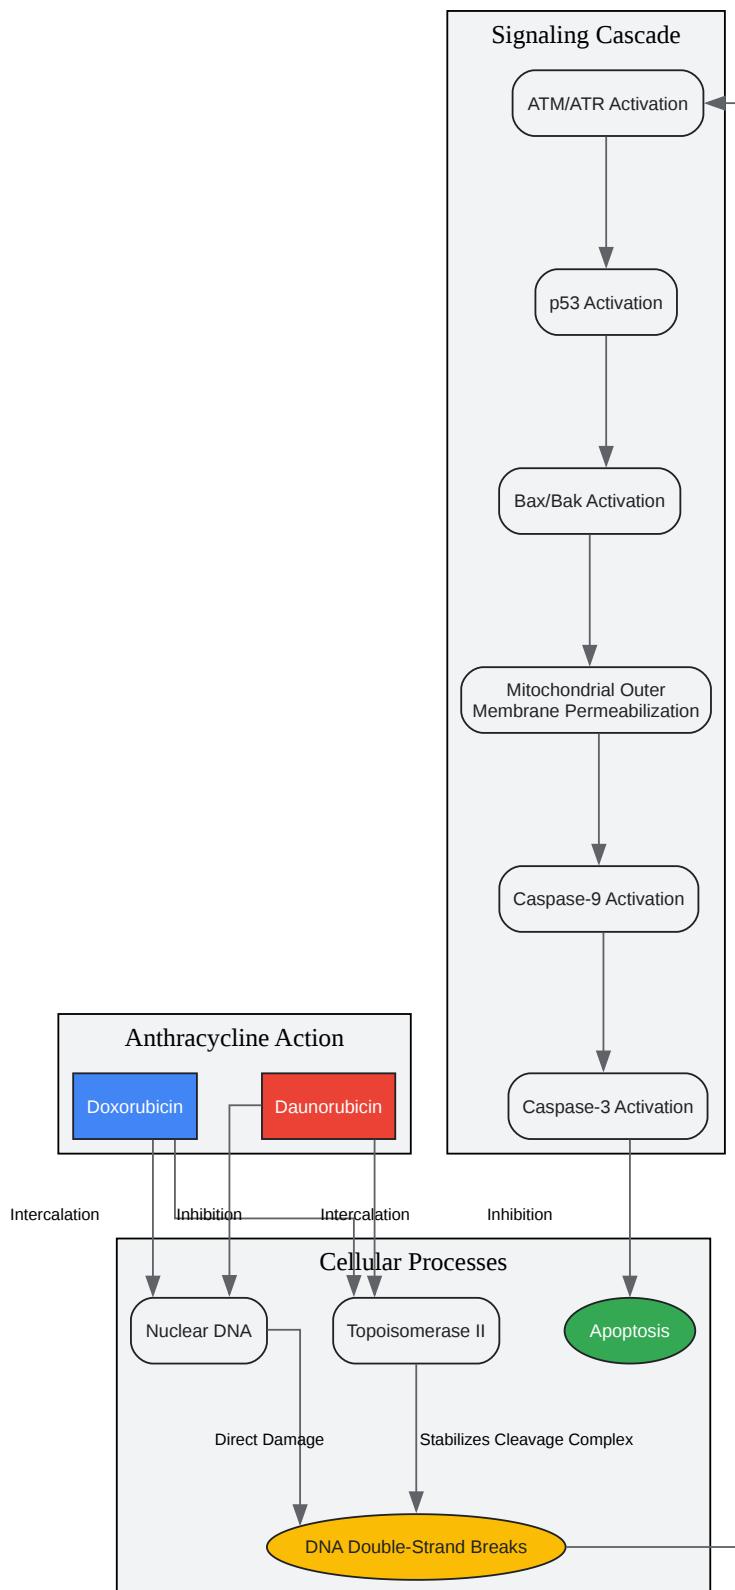 Signaling Cascade
ATM/ATR Activation
p53 Activation
Bax/Bak Activation
Mitochondrial Outer
Membrane Permeabilization
Caspase-9 Activation
Anthracycline Action
Doxorubicin
Daunorubicin
Caspase-3 Activation
Intercalation
Inhibition
Intercalation
Inhibition
Cellular Processes
Nuclear DNA
Topoisomerase II
Apoptosis
Direct Damage
Stabilizes Cleavage Complex
DNA Double-Strand Breaks